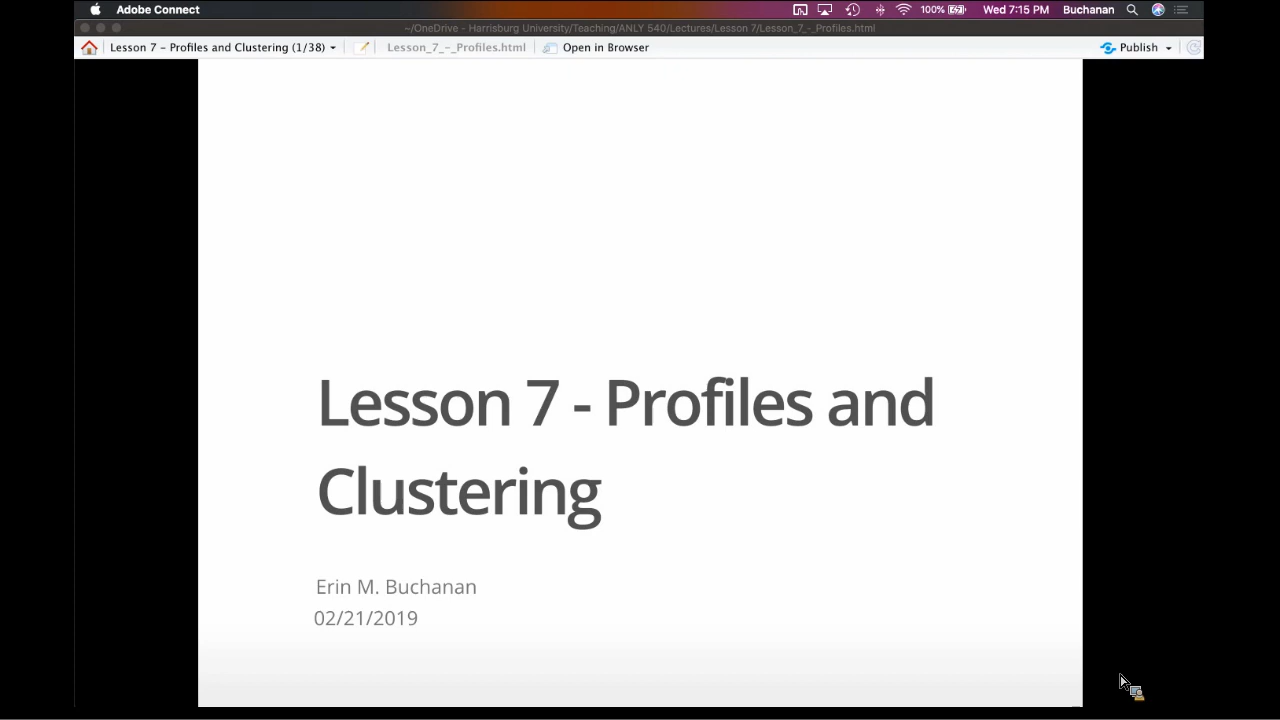 Adobe Connect
100%
Wed 7:15 PM
Buchanan
~/OneDrive - Harrisburg University/Teaching/ANLY 540/Lectures/Lesson 7/Lesson_7_-_Profiles.html
Lesson 7 – Profiles and Clustering (1/38)
Lesson_7_-_Profiles.html
Open in Browser
Publish
Lesson 7 - Profiles and
Clustering
Erin M. Buchanan
02/21/2019